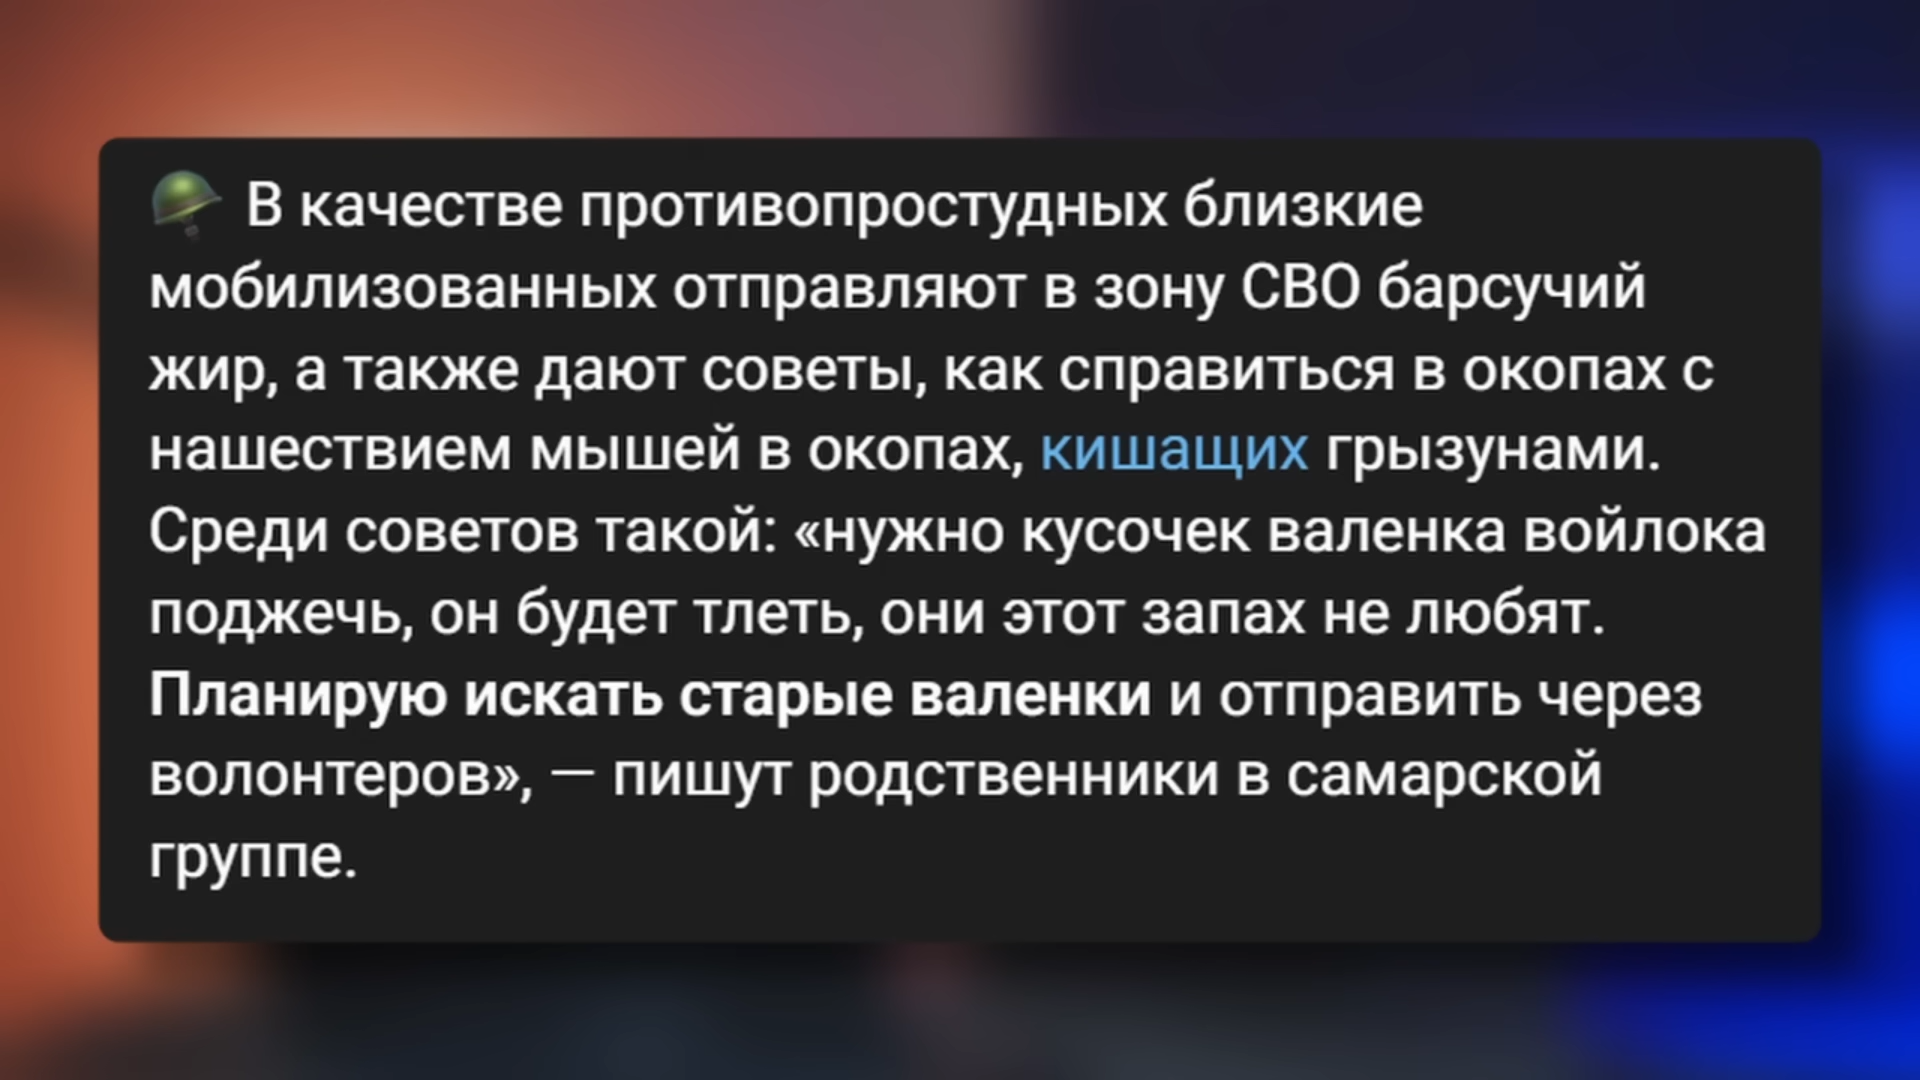 🪖 В качестве противопростудных близкие
мобилизованных отправляют в зону СВО барсучий
жир, а также дают советы, как справиться в окопах с
нашествием мышей в окопах, кишащих грызунами.
Среди советов такой: «нужно кусочек валенка войлока
поджечь, он будет тлеть, они этот запах не любят.
Планирую искать старые валенки и отправить через
волонтеров», — пишут родственники в самарской
группе.